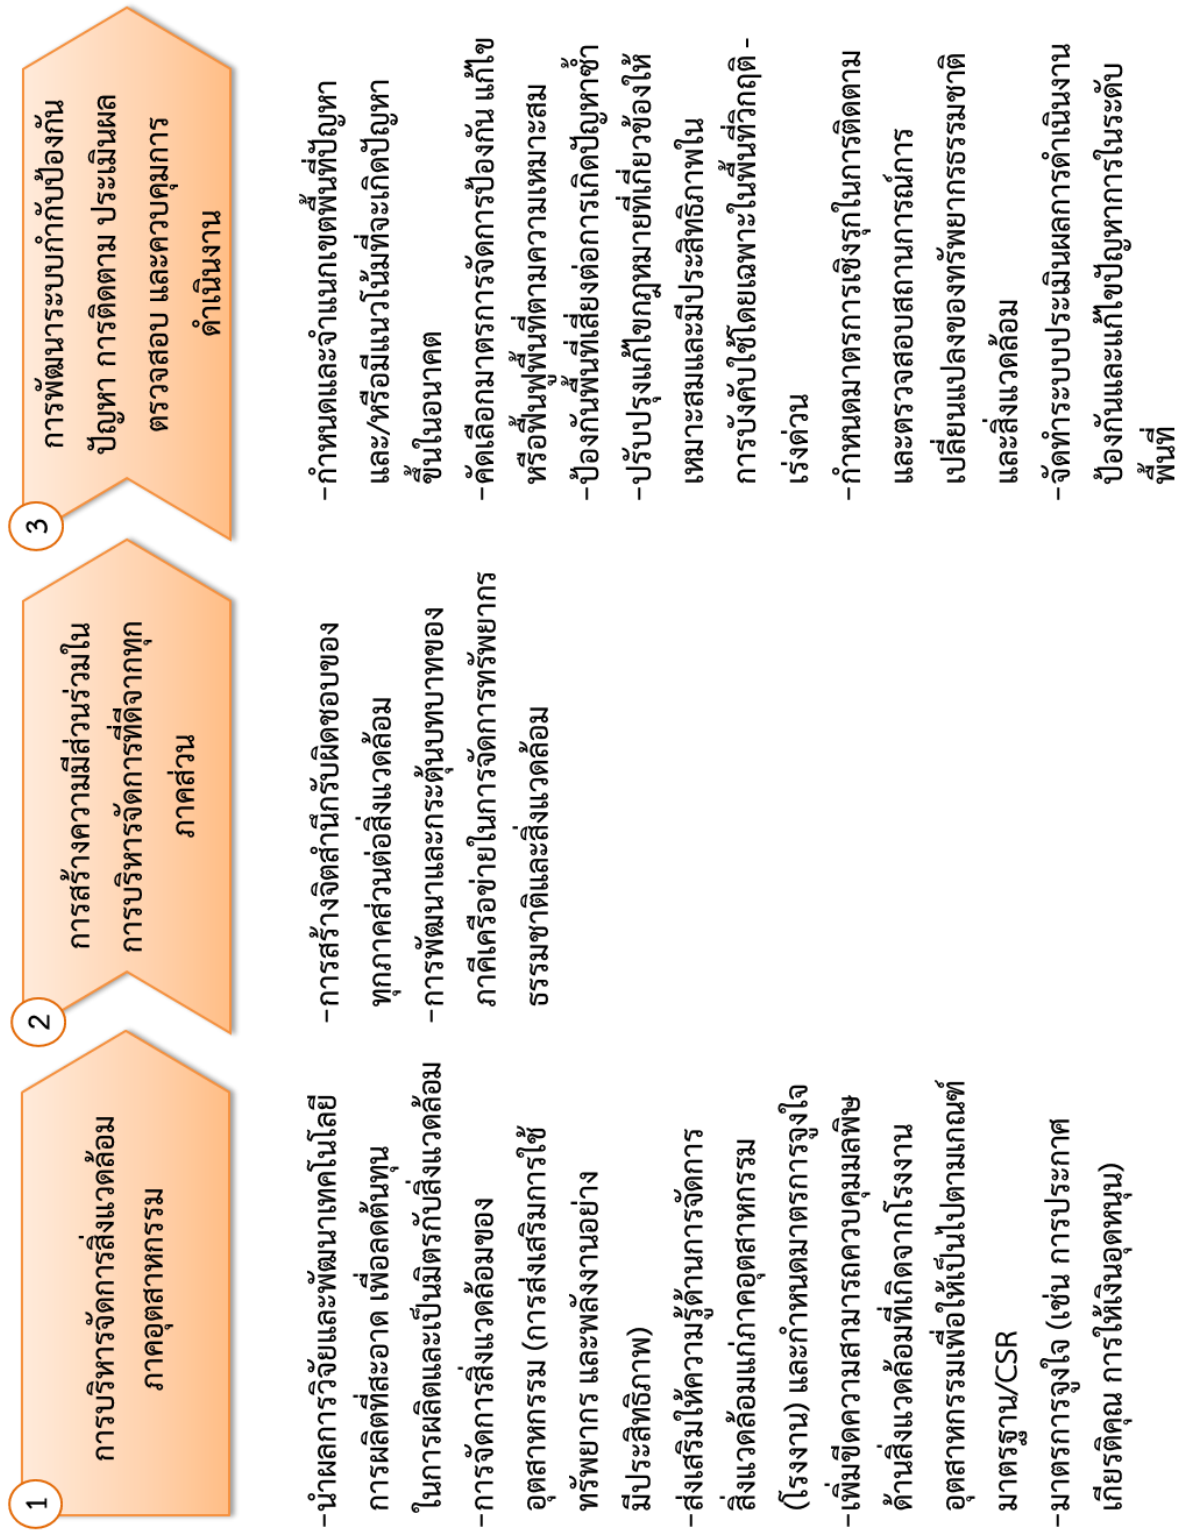 1
การบริหารจัดการสิ่งแวดล้อม
ภาคอุตสาหกรรม
–นำผลการวิจัยและพัฒนาเทคโนโลยี
การผลิตที่สะอาด เพื่อลดต้นทุน
ในการผลิตและเป็นมิตรกับสิ่งแวดล้อม
–การจัดการสิ่งแวดล้อมของ
อุตสาหกรรม (การส่งเสริมการใช้
ทรัพยากร และพลังงานอย่าง
มีประสิทธิภาพ)
–ส่งเสริมให้ความรู้ด้านการจัดการ
สิ่งแวดล้อมแก่ภาคอุตสาหกรรม
(โรงงาน) และกำหนดมาตรการจูงใจ
–เพิ่มขีดความสามารถควบคุมมลพิษ
ด้านสิ่งแวดล้อมที่เกิดจากโรงงาน
อุตสาหกรรมเพื่อให้เป็นไปตามเกณฑ์
มาตรฐาน/CSR
–มาตรการจูงใจ (เช่น การประกาศ
เกียรติคุณ การให้เงินอุดหนุน)
2
การสร้างความมีส่วนร่วมใน
การบริหารจัดการที่ดีจากทุก
ภาคส่วน
–การสร้างจิตสำนึกรับผิดชอบของ
ทุกภาคส่วนต่อสิ่งแวดล้อม
–การพัฒนาและกระตุ้นบทบาทของ
ภาคีเครือข่ายในการจัดการทรัพยากร
ธรรมชาติและสิ่งแวดล้อม
3
การพัฒนาระบบกำกับป้องกัน
ปัญหา การติดตาม ประเมินผล
ตรวจสอบ และควบคุมการ
ดำเนินงาน
–กำหนดและจำแนกเขตพื้นที่ปัญหา
และ/หรือมีแนวโน้มที่จะเกิดปัญหา
ขึ้นในอนาคต
–คัดเลือกมาตรการจัดการป้องกัน แก้ไข
หรือฟื้นฟูพื้นที่ตามความเหมาะสม
–ป้องกันพื้นที่เสี่ยงต่อการเกิดปัญหาซ้ำ
–ปรับปรุงแก้ไขกฎหมายที่เกี่ยวข้องให้
เหมาะสมและมีประสิทธิภาพใน
การบังคับใช้โดยเฉพาะในพื้นที่วิกฤติ -
เร่งด่วน
–กำหนดมาตรการเชิงรุกในการติดตาม
และตรวจสอบสถานการณ์การ
เปลี่ยนแปลงของทรัพยากรธรรมชาติ
และสิ่งแวดล้อม
–จัดทำระบบประเมินผลการดำเนินงาน
ป้องกันและแก้ไขปัญหาการในระดับ
พื้นที่